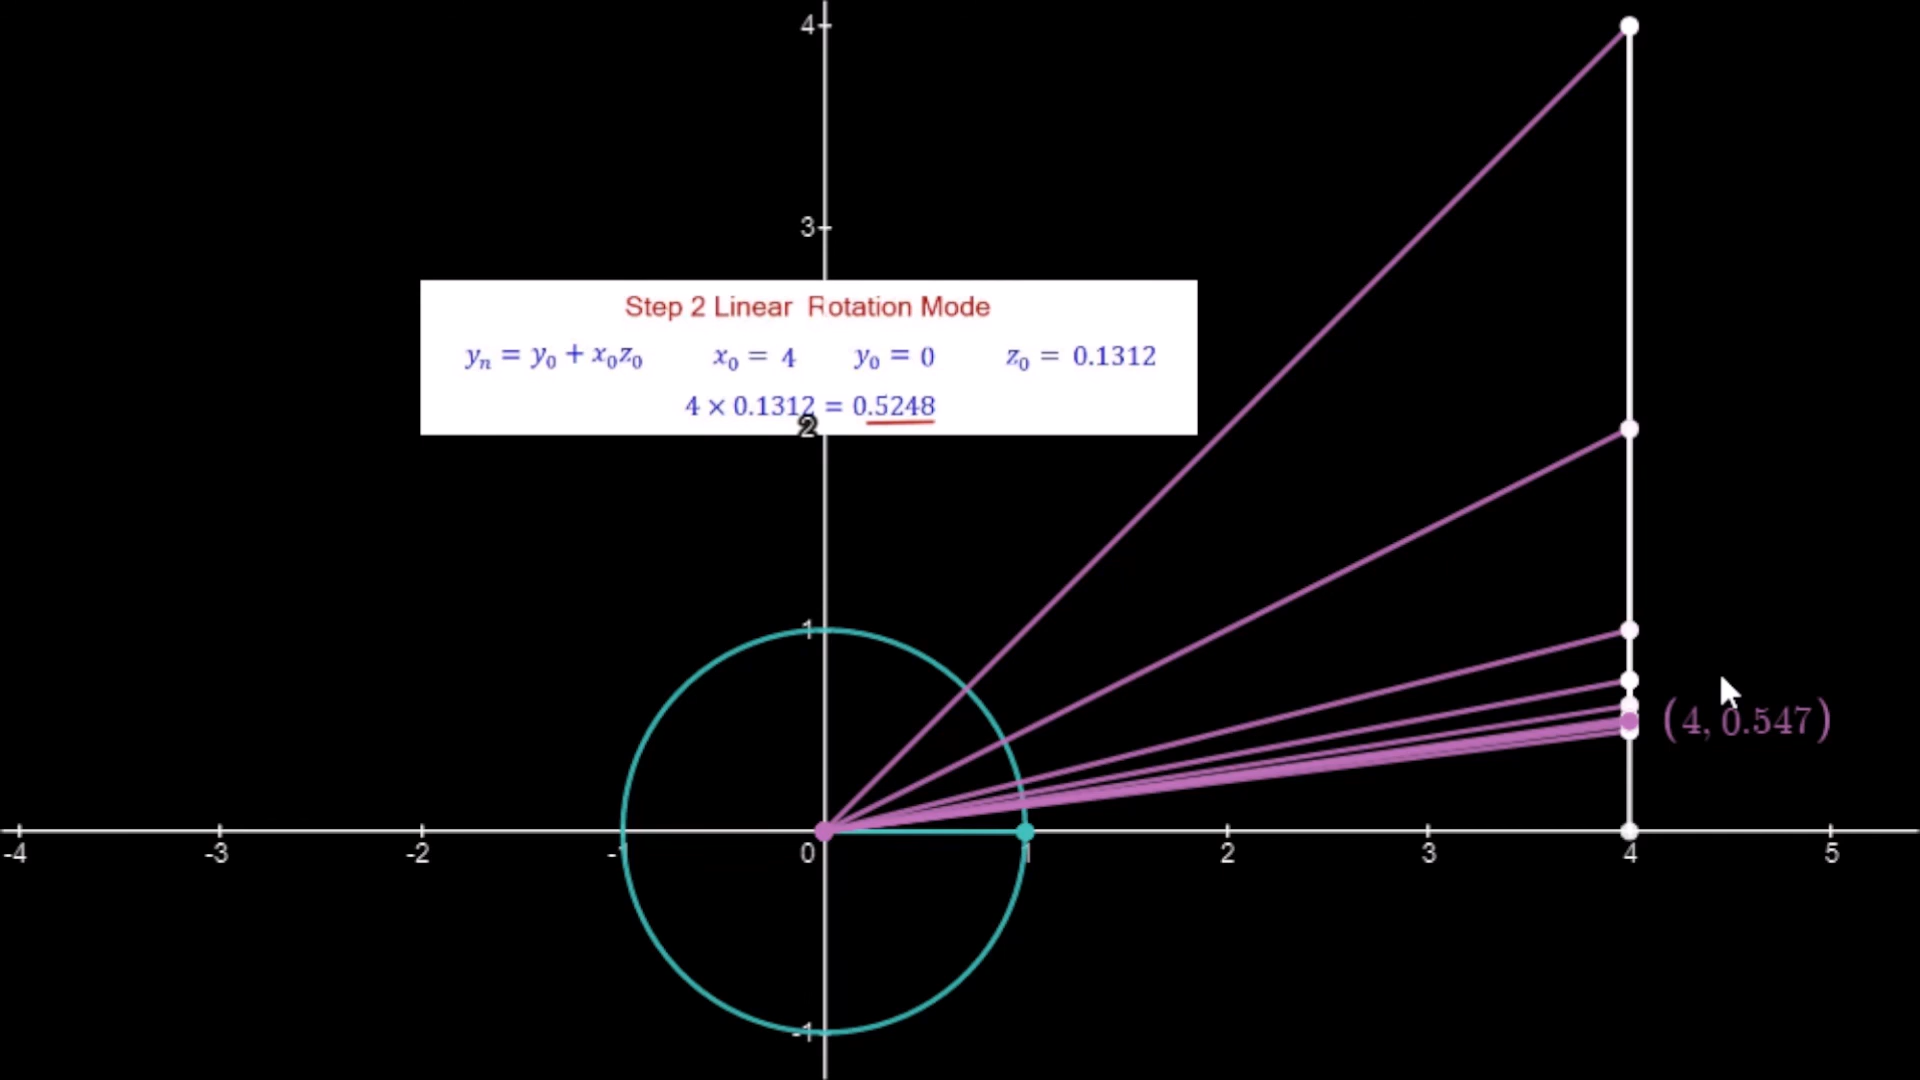 4
3
Step 2 Linear Rotation Mode
yₙ = y₀ + x₀z₀ x₀ = 4 y₀ = 0 z₀ = 0.1312
4 × 0.1312 = 0.5248
2
1
(4, 0.547)
-4 -3 -2 -1 0 1 2 3 4 5
-1